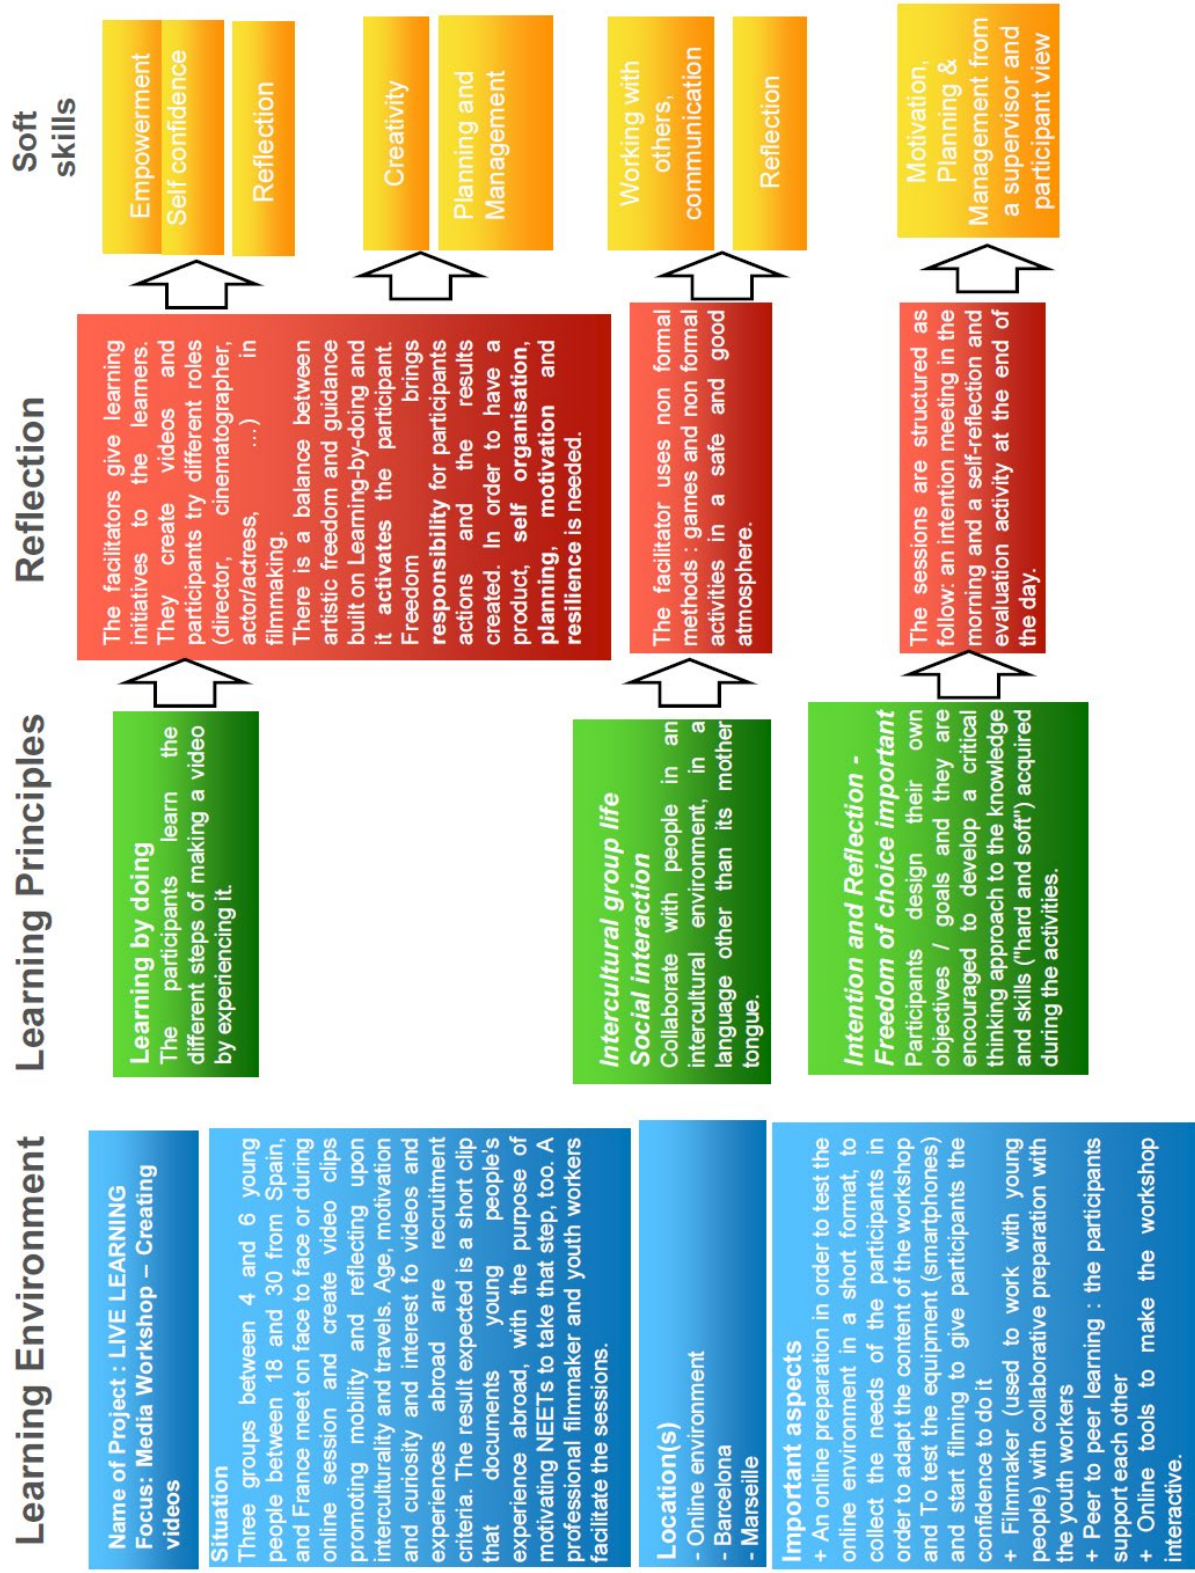 Learning Environment
Name of Project : LIVE LEARNING
Focus: Media Workshop – Creating
videos
Situation
Three groups between 4 and 6 young
people between 18 and 30 from Spain,
and France meet on face to face or during
online session and create video clips
promoting mobility and reflecting upon
interculturality and travels. Age, motivation
and curiosity and interest fo videos and
experiences abroad are recruitment
criteria. The result expected is a short clip
that documents young people's
experience abroad, with the purpose of
motivating NEETs to take that step, too. A
professional filmmaker and youth workers
facilitate the sessions.
Location(s)
- Online environment
- Barcelona
- Marseille
Important aspects
+ An online preparation in order to test the
online environment in a short format, to
collect the needs of the participants in
order to adapt the content of the workshop
and To test the equipment (smartphones)
and start filming to give participants the
confidence to do it
+ Filmmaker (used to work with young
people) with collaborative preparation with
the youth workers
+ Peer to peer learning : the participants
support each other
+ Online tools to make the workshop
interactive.
Learning Principles
Learning by doing
The participants learn the
different steps of making a video
by experiencing it.
Intercultural group life
Social interaction
Collaborate with people in an
intercultural environment, in a
language other than its mother
tongue.
Intention and Reflection -
Freedom of choice important
Participants design their own
objectives / goals and they are
encouraged to develop a critical
thinking approach to the knowledge
and skills ("hard and soft") acquired
during the activities.
Reflection
The facilitators give learning
initiatives to the learners.
They create videos and
participants try different roles
(director, cinematographer,
actor/actress, ...) in
filmmaking.
There is a balance between
artistic freedom and guidance
built on Learning-by-doing and
it activates the participant.
Freedom brings
responsibility for participants
actions and the results
created. In order to have a
product, self organisation,
planning, motivation and
resilience is needed.
The facilitator uses non formal
methods : games and non formal
activities in a safe and good
atmosphere.
The sessions are structured as
follow: an intention meeting in the
morning and a self-reflection and
evaluation activity at the end of
the day.
Soft
skills
Empowerment
Self confidence
Reflection
Creativity
Planning and
Management
Working with
others,
communication
Reflection
Motivation,
Planning &
Management from
a supervisor and
participant view